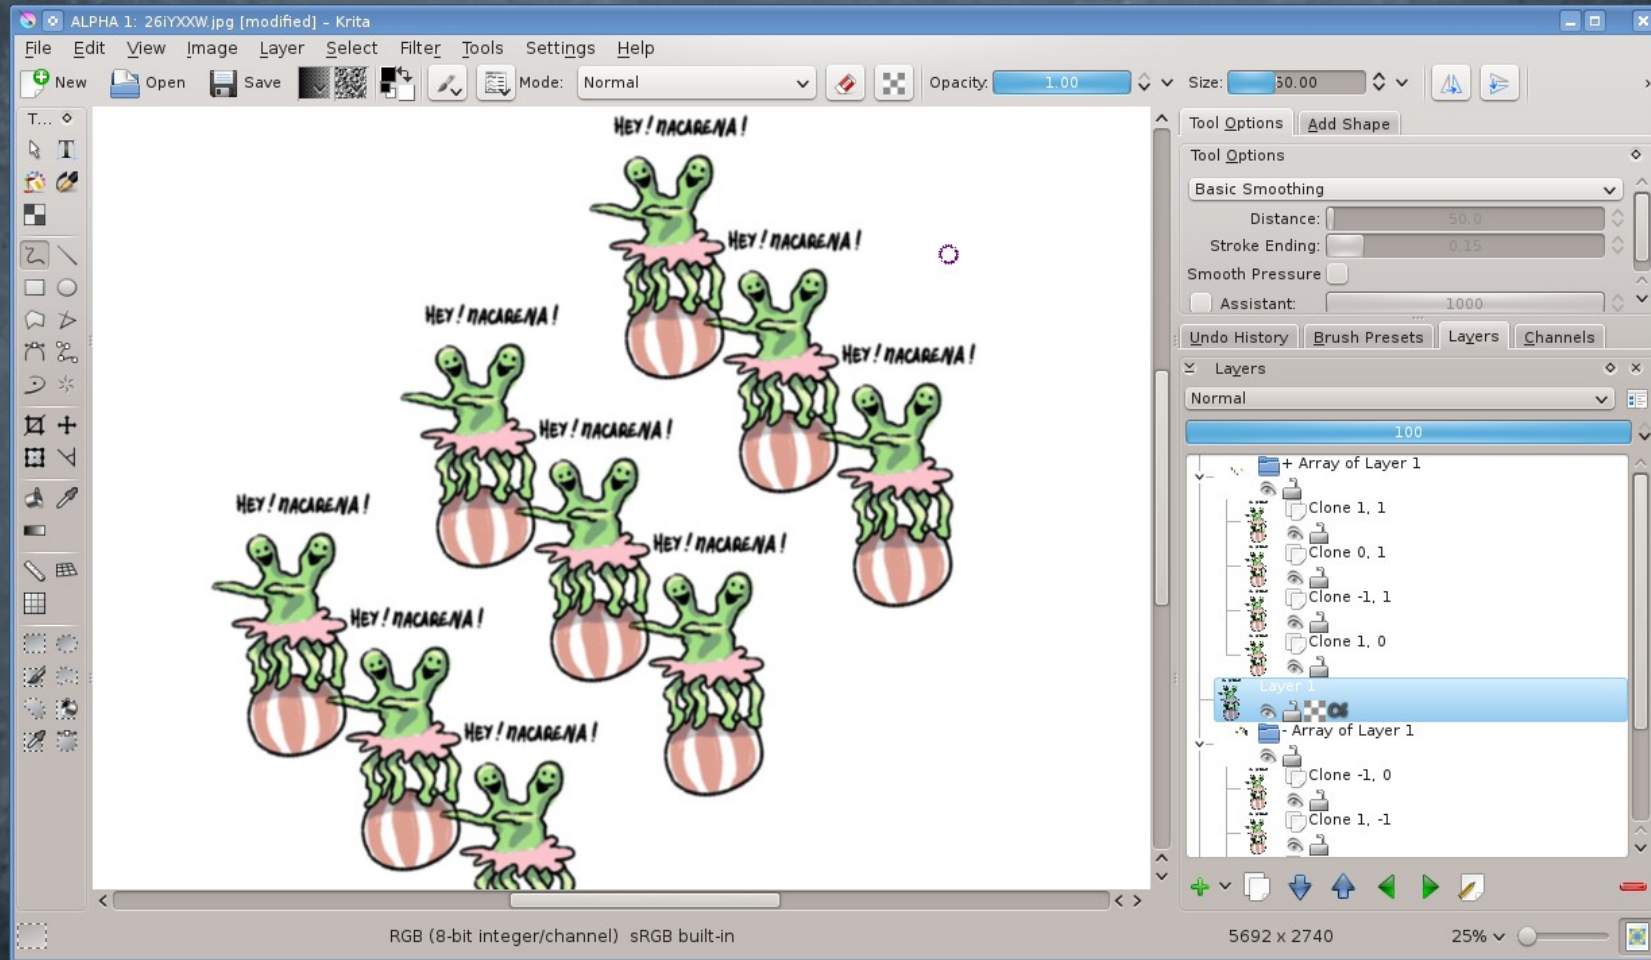 ALPHA 1: 26iYXXW.jpg [modified] – Krita
File Edit View Image Layer Select Filter Tools Settings Help
New Open Save Mode: Normal Opacity: 1.00 Size: 50.00
T...
Tool Options Add Shape
Tool Options
Basic Smoothing
Distance: 50.0
Stroke Ending: 0.15
Smooth Pressure
Assistant: 1000
Undo History Brush Presets Layers Channels
Layers
Normal
100
+ Array of Layer 1
Clone 1, 1
Clone 0, 1
Clone -1, 1
Clone 1, 0
Layer 1
- Array of Layer 1
Clone -1, 0
Clone 1, -1
HEY! MACARENA!
HEY! MACARENA!
HEY! MACARENA!
HEY! MACARENA!
HEY! MACARENA!
HEY! MACARENA!
HEY! MACARENA!
HEY! MACARENA!
HEY! MACARENA!
RGB (8-bit integer/channel) sRGB built-in
5692 x 2740
25%